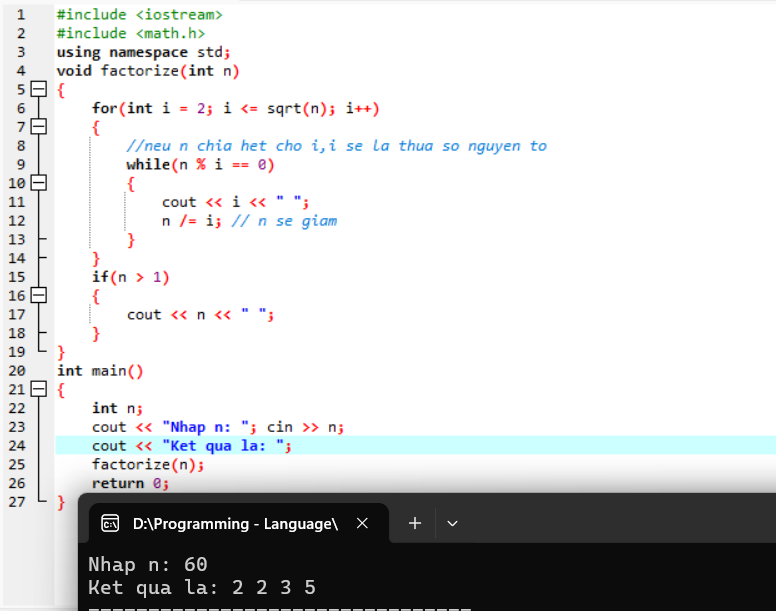 1 #include <iostream>
2 #include <math.h>
3 using namespace std;
4 void factorize(int n)
5 {
6 for(int i = 2; i <= sqrt(n); i++)
7 {
8 //neu n chia het cho i,i se la thua so nguyen to
9 while(n % i == 0)
10 {
11 cout << i << " ";
12 n /= i; // n se giam
13 }
14 }
15 if(n > 1)
16 {
17 cout << n << " ";
18 }
19 }
20 int main()
21 {
22 int n;
23 cout << "Nhap n: "; cin >> n;
24 cout << "Ket qua la: ";
25 factorize(n);
26 return 0;
27 }
D:\Programming - Language\
Nhap n: 60
Ket qua la: 2 2 3 5
--------------------------------